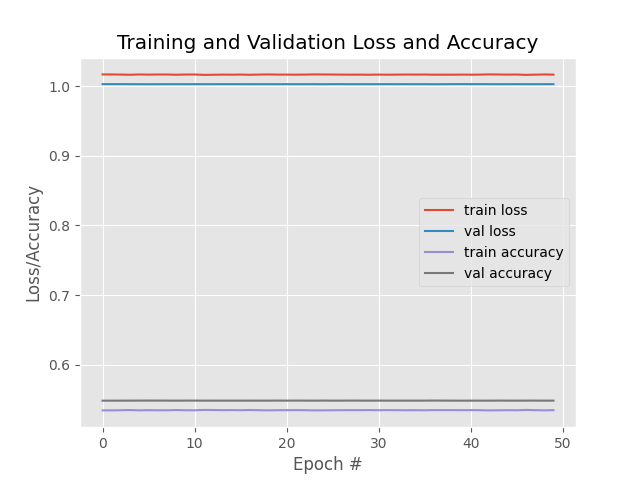 Training and Validation Loss and Accuracy
1.0
0.9
0.8
0.7
0.6
Loss/Accuracy
train loss
val loss
train accuracy
val accuracy
0 10 20 30 40 50
Epoch #